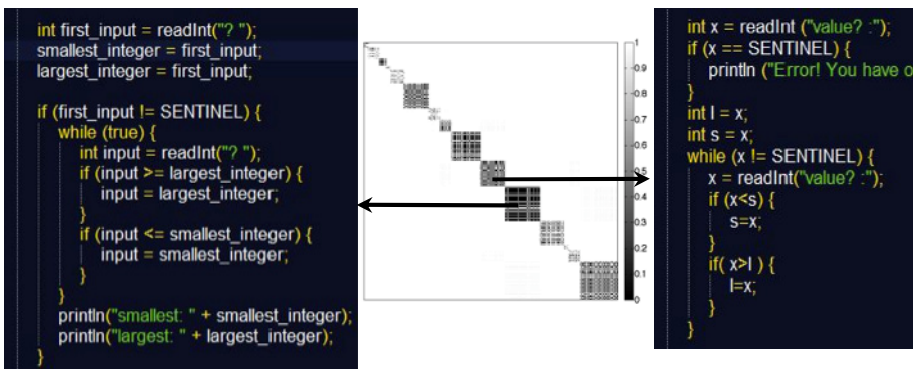 int first_input = readInt("? ");
smallest_integer = first_input;
largest_integer = first_input;
if (first_input != SENTINEL) {
while (true) {
int input = readInt("? ");
if (input >= largest_integer) {
input = largest_integer;
}
if (input <= smallest_integer) {
input = smallest_integer;
}
}
println("smallest: " + smallest_integer);
println("largest: " + largest_integer);
}
1
0.9
0.8
0.7
0.6
0.5
0.4
0.3
0.2
0.1
0
int x = readInt ("value? :");
if (x == SENTINEL) {
println ("Error! You have o
}
int l = x;
int s = x;
while (x != SENTINEL) {
x = readInt("value? :");
if (x<s) {
s=x;
}
if( x>l ) {
l=x;
}
}